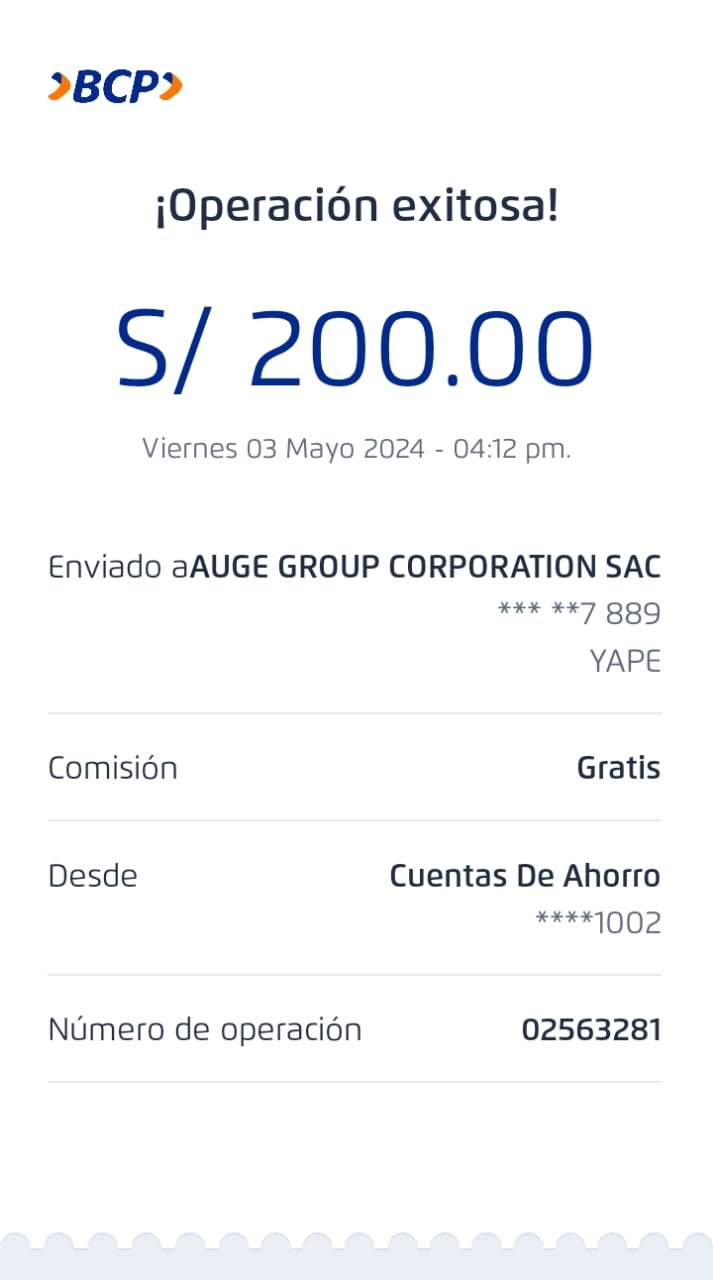 BCP
¡Operación exitosa!
S/ 200.00
Viernes 03 Mayo 2024 - 04:12 pm.
Enviado aAUGE GROUP CORPORATION SAC
*** **7 889
YAPE
Comisión Gratis
Desde Cuentas De Ahorro
****1002
Número de operación 02563281